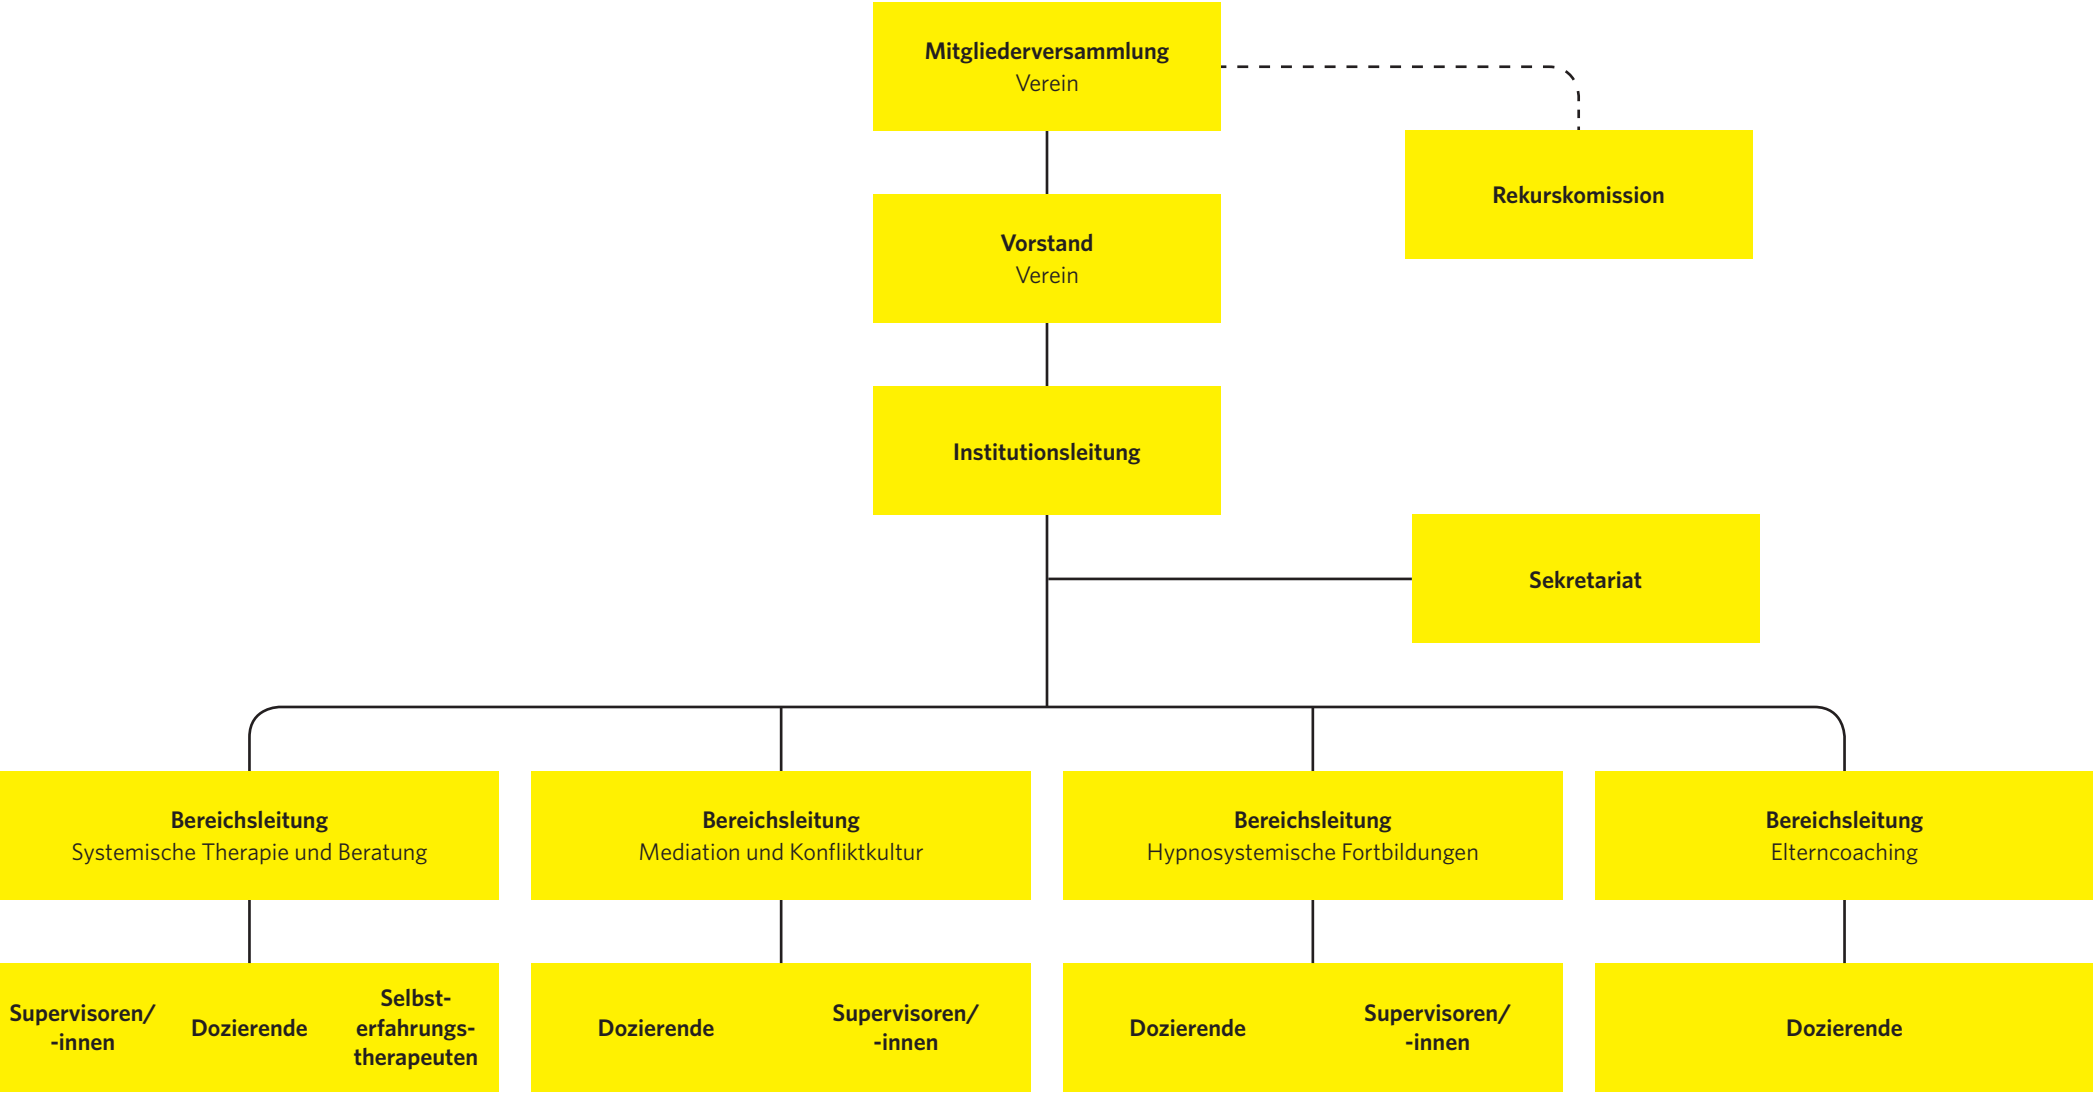 Mitgliederversammlung
Verein
Rekurskomission
Vorstand
Verein
Institutionsleitung
Sekretariat
Bereichsleitung
Systemische Therapie und Beratung
Bereichsleitung
Mediation und Konfliktkultur
Bereichsleitung
Hypnosystemische Fortbildungen
Bereichsleitung
Elterncoaching
Supervisoren/
-innen
Dozierende
Selbst-
erfahrungs-
therapeuten
Dozierende
Supervisoren/
-innen
Dozierende
Supervisoren/
-innen
Dozierende